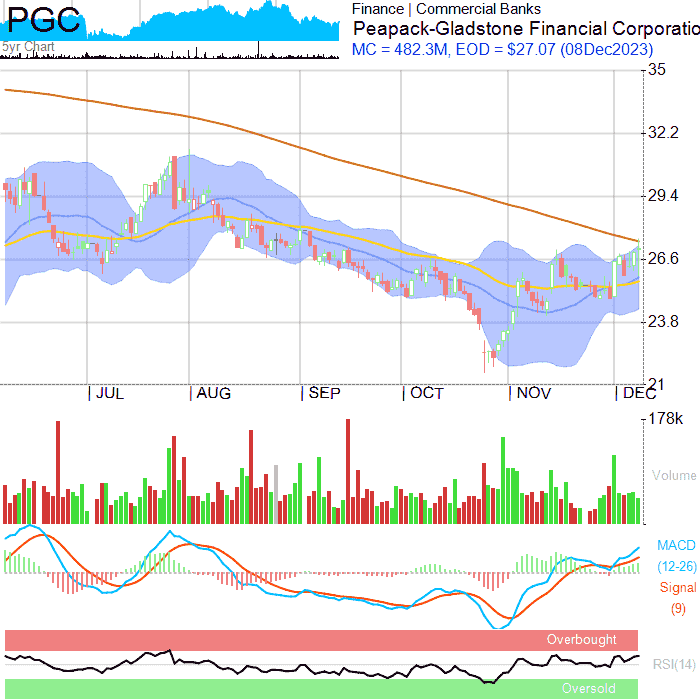 PGC
5yr Chart
Finance | Commercial Banks
Peapack-Gladstone Financial Corporatio
MC = 482.3M, EOD = $27.07 (08Dec2023)
35
32.2
29.4
26.6
23.8
21
JUL
AUG
SEP
OCT
NOV
DEC
178k
Volume
MACD
(12-26)
Signal
(9)
Overbought
RSI(14)
Oversold